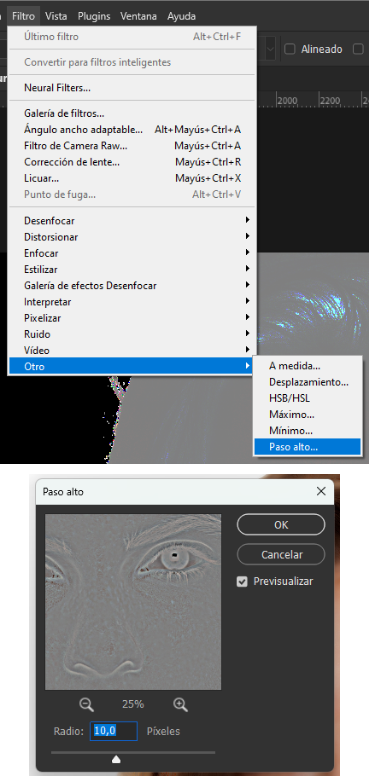 Filtro Vista Plugins Ventana Ayuda
Último filtro Alt+Ctrl+F
Convertir para filtros inteligentes
Alineado
Neural Filters...
2000 2200
Galería de filtros...
Ángulo ancho adaptable... Alt+Mayús+Ctrl+A
Filtro de Camera Raw... Mayús+Ctrl+A
Corrección de lente... Mayús+Ctrl+R
Licuar... Mayús+Ctrl+X
Punto de fuga... Alt+Ctrl+V
Desenfocar
Distorsionar
Enfocar
Estilizar
Galería de efectos Desenfocar
Interpretar
Pixelizar
Ruido
Vídeo
Otro
A medida...
Desplazamiento...
HSB/HSL
Máximo...
Mínimo...
Paso alto...
Paso alto
OK
Cancelar
Previsualizar
25%
Radio: 10,0 Píxeles